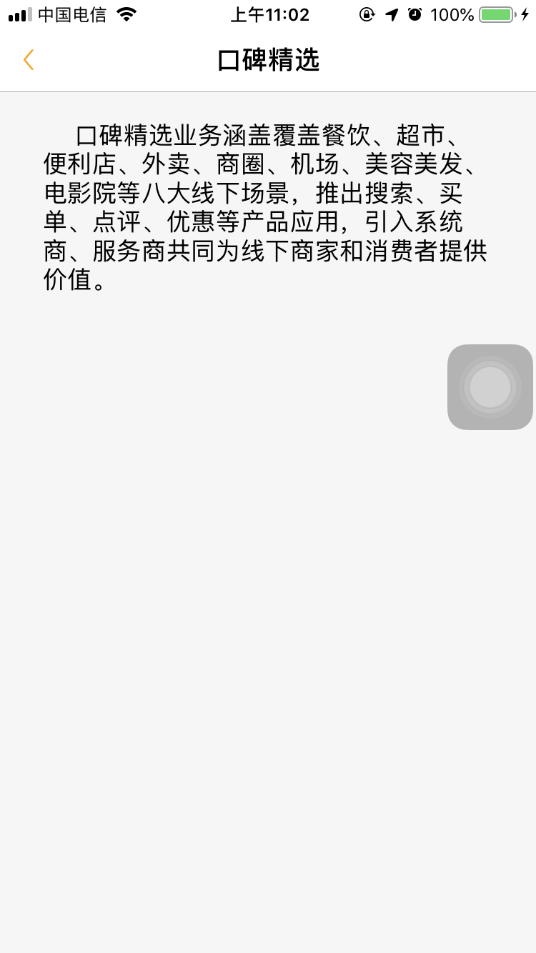 中国电信
上午11:02
100%
口碑精选
口碑精选业务涵盖覆盖餐饮、超市、
便利店、外卖、商圈、机场、美容美发、
电影院等八大线下场景，推出搜索、买
单、点评、优惠等产品应用，引入系统
商、服务商共同为线下商家和消费者提供
价值。